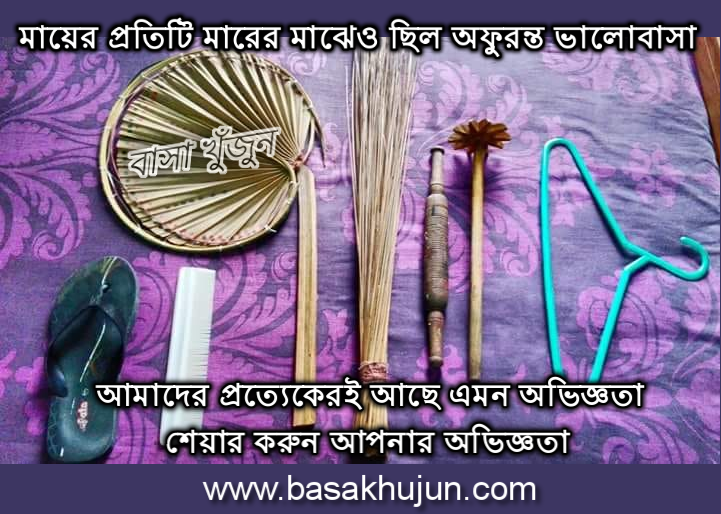 মায়ের প্রতিটি মারের মাঝেও ছিল অফুরন্ত ভালোবাসা
বাসা খুঁজুন
আমাদের প্রত্যেকেরই আছে এমন অভিজ্ঞতা
শেয়ার করুন আপনার অভিজ্ঞতা
www.basakhujun.com